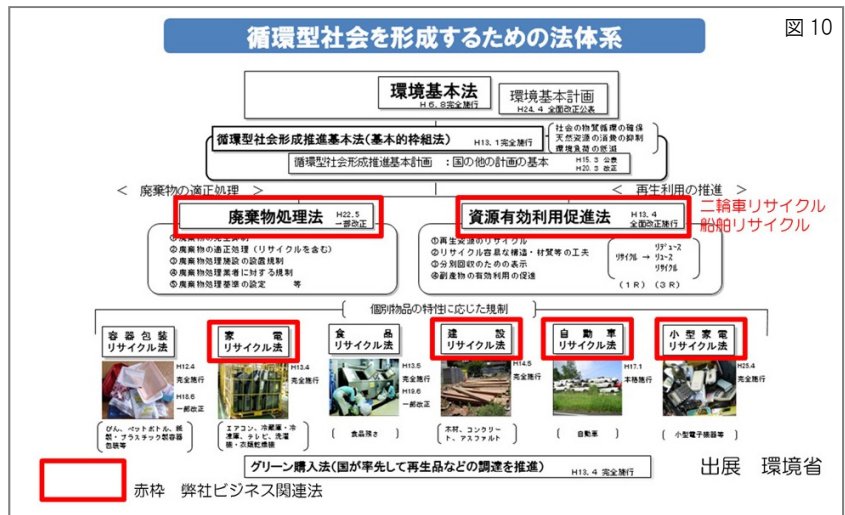 図10
循環型社会を形成するための法体系
環境基本法
H6.8完全施行
環境基本計画
H24.4 全面改正公表
循環型社会形成推進基本法(基本的枠組法) H13.1完全施行
社会の物質循環の確保
天然資源の消費の抑制
環境負荷の低減
循環型社会形成推進基本計画 :国の他の計画の基本
H15.3 公表
H20.3 改正
< 廃棄物の適正処理 >
< 再生利用の推進 >
廃棄物処理法
H22.5
一部改正
資源有効利用促進法
H13.4
全面改正施行
二輪車リサイクル
船舶リサイクル
②廃棄物の適正処理(リサイクルを含む)
③廃棄物処理施設の設置規制
④廃棄物処理業者に対する規制
⑤廃棄物処理基準の設定 等
①再生資源のリサイクル
②リサイクル容易な構造・材質等の工夫
③分別回収のための表示
④副産物の有効利用の促進
リサイクル → リデュース
リユース
リサイクル
(1R) (3R)
個別物品の特性に応じた規制
容器包装
リサイクル法
家電
リサイクル法
食品
リサイクル法
建設
リサイクル法
自動車
リサイクル法
小型家電
リサイクル法
H12.4
完全施行
H18.6
一部改正
H13.4
完全施行
H13.5
完全施行
H19.6
一部改正
H14.5
完全施行
H17.1
本格施行
H25.4
完全施行
びん、ペットボトル、紙
製・プラスチック製容器
包装等
エアコン、冷蔵庫・冷
凍庫、テレビ、洗濯
機・衣類乾燥機
食品残さ
木材、コンクリー
ト、アスファルト
自動車
小型電子機器等
グリーン購入法(国が率先して再生品などの調達を推進) H13.4 完全施行
出展 環境省
赤枠 弊社ビジネス関連法